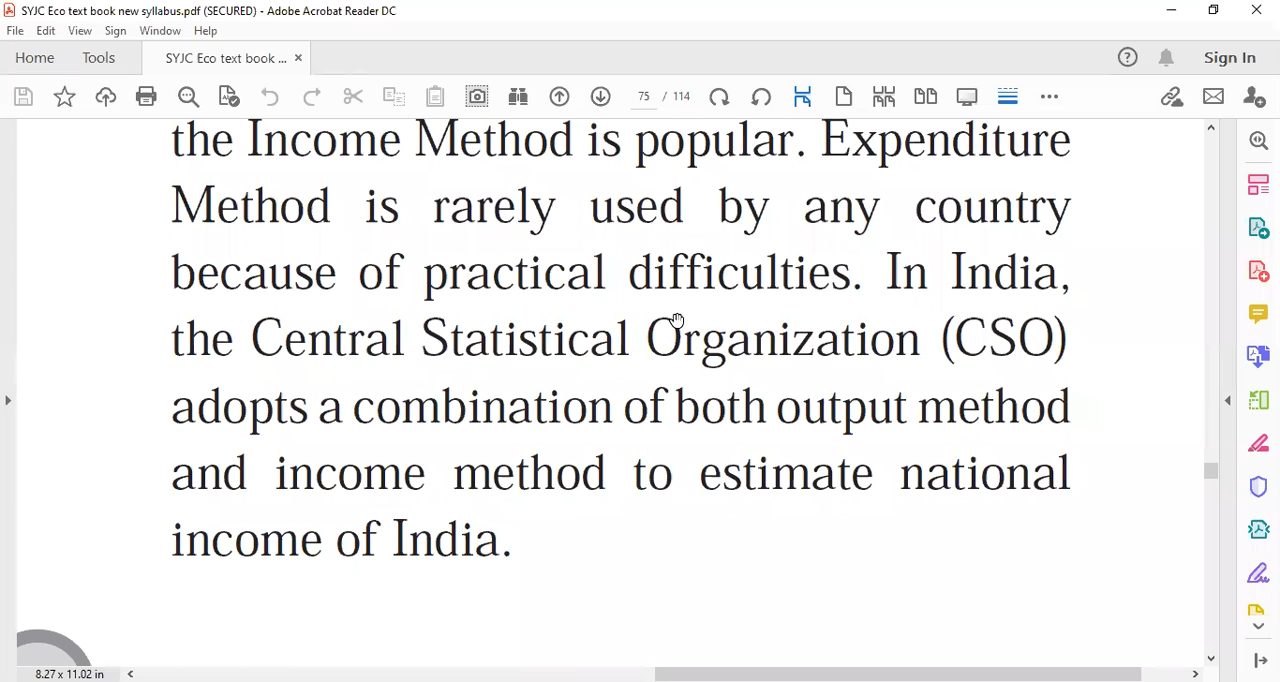 SYJC Eco text book new syllabus.pdf (SECURED) - Adobe Acrobat Reader DC
File Edit View Sign Window Help
Home Tools SYJC Eco text book ... × Sign In
75 / 114
the Income Method is popular. Expenditure
Method is rarely used by any country
because of practical difficulties. In India,
the Central Statistical Organization (CSO)
adopts a combination of both output method
and income method to estimate national
income of India.
8.27 x 11.02 in